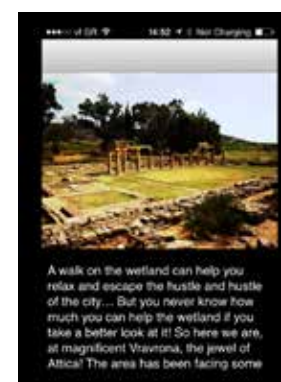 vf GR 14:52 Not Charging
A walk on the wetland can help you
relax and escape the hustle and hustle
of the city… But you never know how
much you can help the wetland if you
take a better look at it! So here we are,
at magnificent Vravrona, the jewel of
Attica! The area has been facing some